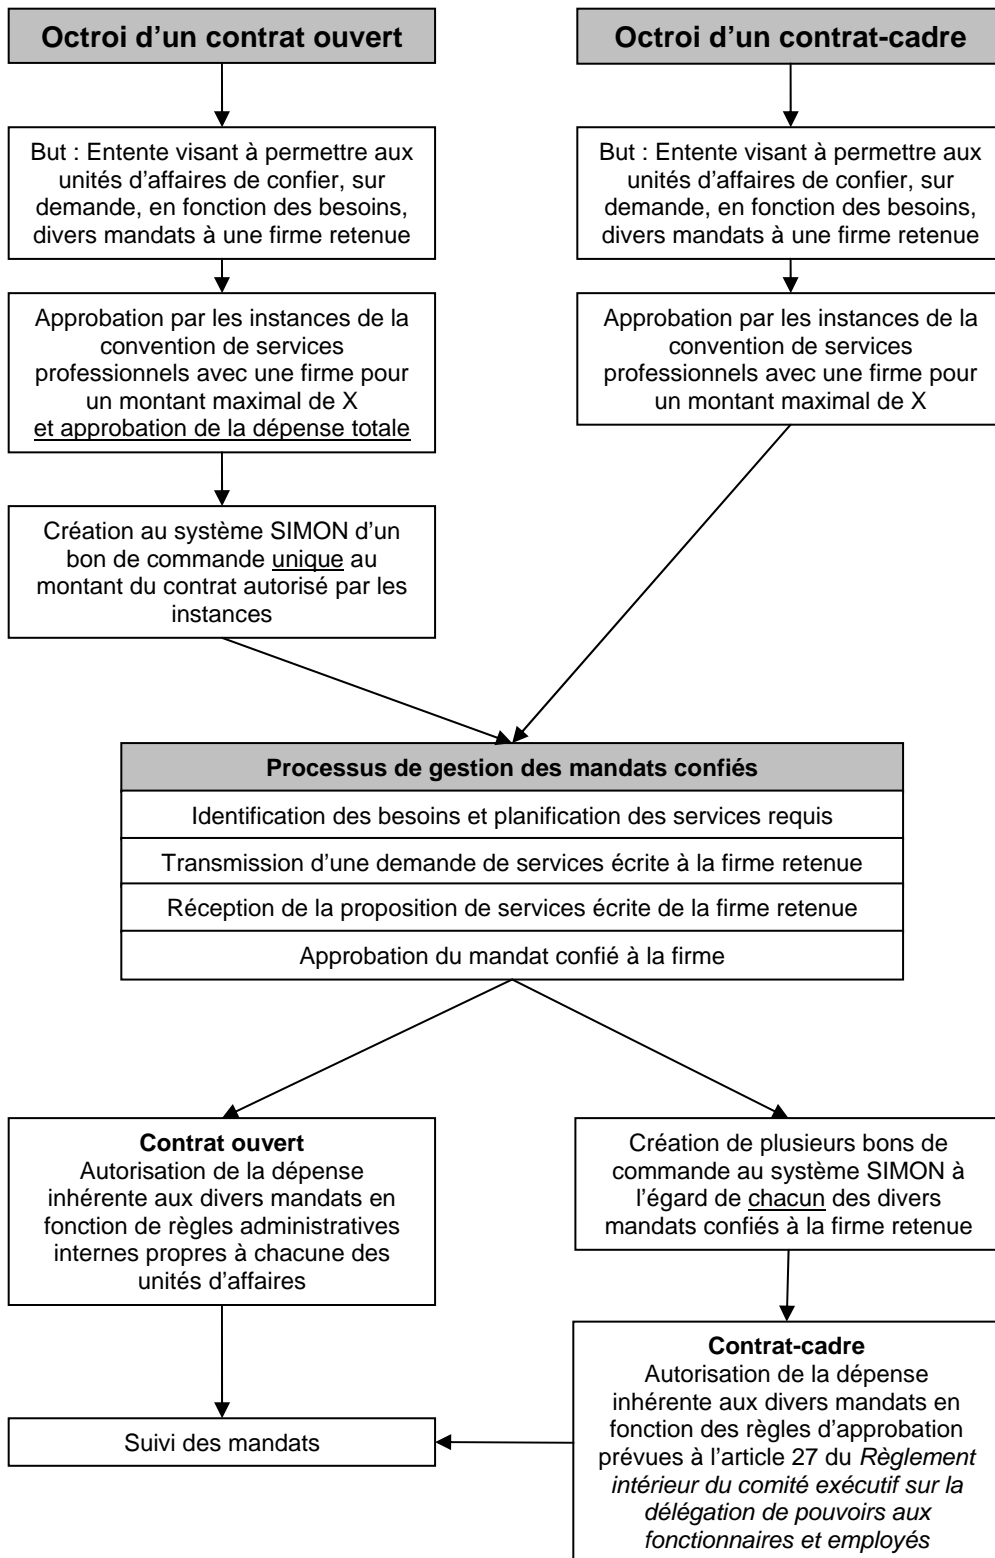 Octroi d’un contrat ouvert
But : Entente visant à permettre aux
unités d’affaires de confier, sur
demande, en fonction des besoins,
divers mandats à une firme retenue
Approbation par les instances de la
convention de services
professionnels avec une firme pour
un montant maximal de X
et approbation de la dépense totale
Création au système SIMON d’un
bon de commande unique au
montant du contrat autorisé par les
instances
Octroi d’un contrat-cadre
But : Entente visant à permettre aux
unités d’affaires de confier, sur
demande, en fonction des besoins,
divers mandats à une firme retenue
Approbation par les instances de la
convention de services
professionnels avec une firme pour
un montant maximal de X
Processus de gestion des mandats confiés
Identification des besoins et planification des services requis
Transmission d’une demande de services écrite à la firme retenue
Réception de la proposition de services écrite de la firme retenue
Approbation du mandat confié à la firme
Contrat ouvert
Autorisation de la dépense
inhérente aux divers mandats en
fonction de règles administratives
internes propres à chacune des
unités d’affaires
Création de plusieurs bons de
commande au système SIMON à
l’égard de chacun des divers
mandats confiés à la firme retenue
Contrat-cadre
Autorisation de la dépense
inhérente aux divers mandats en
fonction des règles d’approbation
prévues à l’article 27 du Règlement
intérieur du comité exécutif sur la
délégation de pouvoirs aux
fonctionnaires et employés
Suivi des mandats